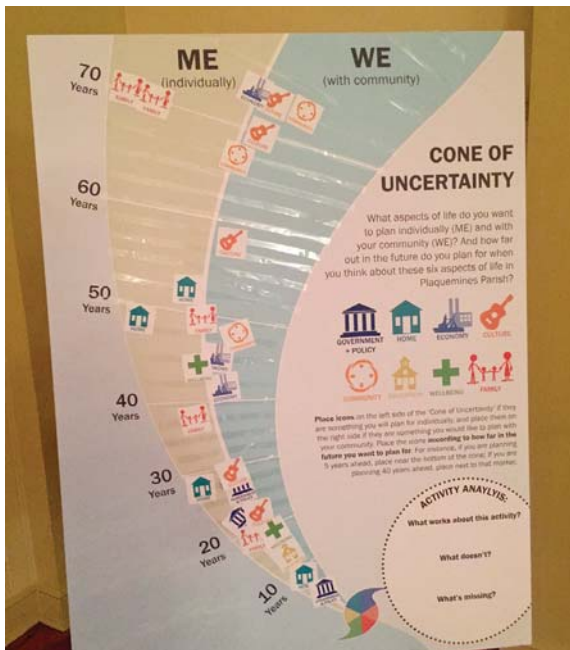 ME
(individually)
WE
(with community)
70
Years
60
Years
50
Years
40
Years
30
Years
20
Years
10
Years
FAMILY
FAMILY
HOME
HOME
FAMILY
FAMILY
CONE OF
UNCERTAINTY
What aspects of life do you want
to plan individually (ME) and with
your community (WE)? And how far
out in the future do you plan for when
you think about these six aspects of life in
Plaquemines Parish?
GOVERNMENT
+ POLICY
HOME
ECONOMY
CULTURE
COMMUNITY
EDUCATION
WELLBEING
FAMILY
Place icons on the left side of the 'Cone of Uncertainty' if they
are something you will plan for individually, and place them on
the right side if they are something you would like to plan with
your community. Place the icons according to how far in the
future you want to plan for. For instance, if you are planning
5 years ahead, place near the bottom of the cone; if you are
planning 40 years ahead, place next to that marker.
ACTIVITY ANALYIS:
What works about this activity?
What doesn't?
What's missing?